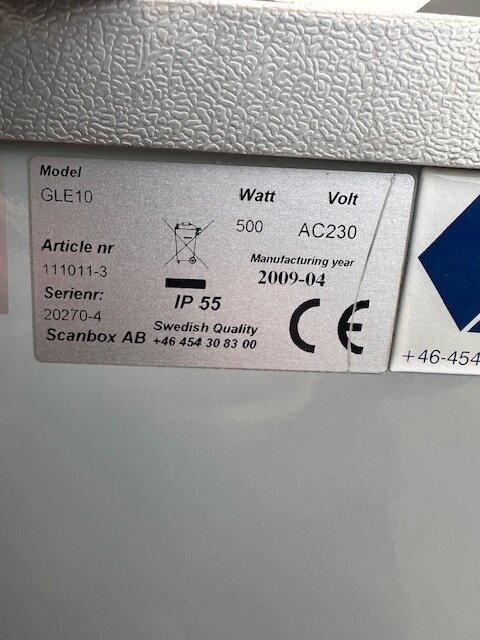 Model
GLE10
Watt
Volt
500
AC230
Article nr
111011-3
Manufacturing year
2009-04
Serienr:
20270-4
IP 55
CE
Scanbox AB
Swedish Quality
+46 454 30 83 00
+46-454